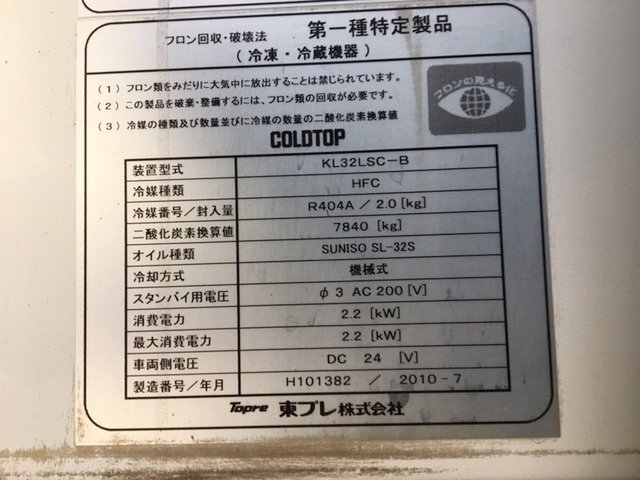 フロン回収・破壊法 第一種特定製品
(冷凍・冷蔵機器)
(1) フロン類をみだりに大気中に放出することは禁じられています。
(2) この製品を破棄・整備するには、フロン類の回収が必要です。
(3) 冷媒の種類及び数量並びに冷媒の数量の二酸化炭素換算値
フロンの見える化
COLDTOP
装置型式 KL32LSC-B
冷媒種類 HFC
冷媒番号/封入量 R404A / 2.0 [kg]
二酸化炭素換算値 7840 [kg]
オイル種類 SUNISO SL-32S
冷却方式 機械式
スタンバイ用電圧 φ3 AC 200 [V]
消費電力 2.2 [kW]
最大消費電力 2.2 [kW]
車両側電圧 DC 24 [V]
製造番号/年月 H101382 / 2010-7
Topre 東プレ株式会社